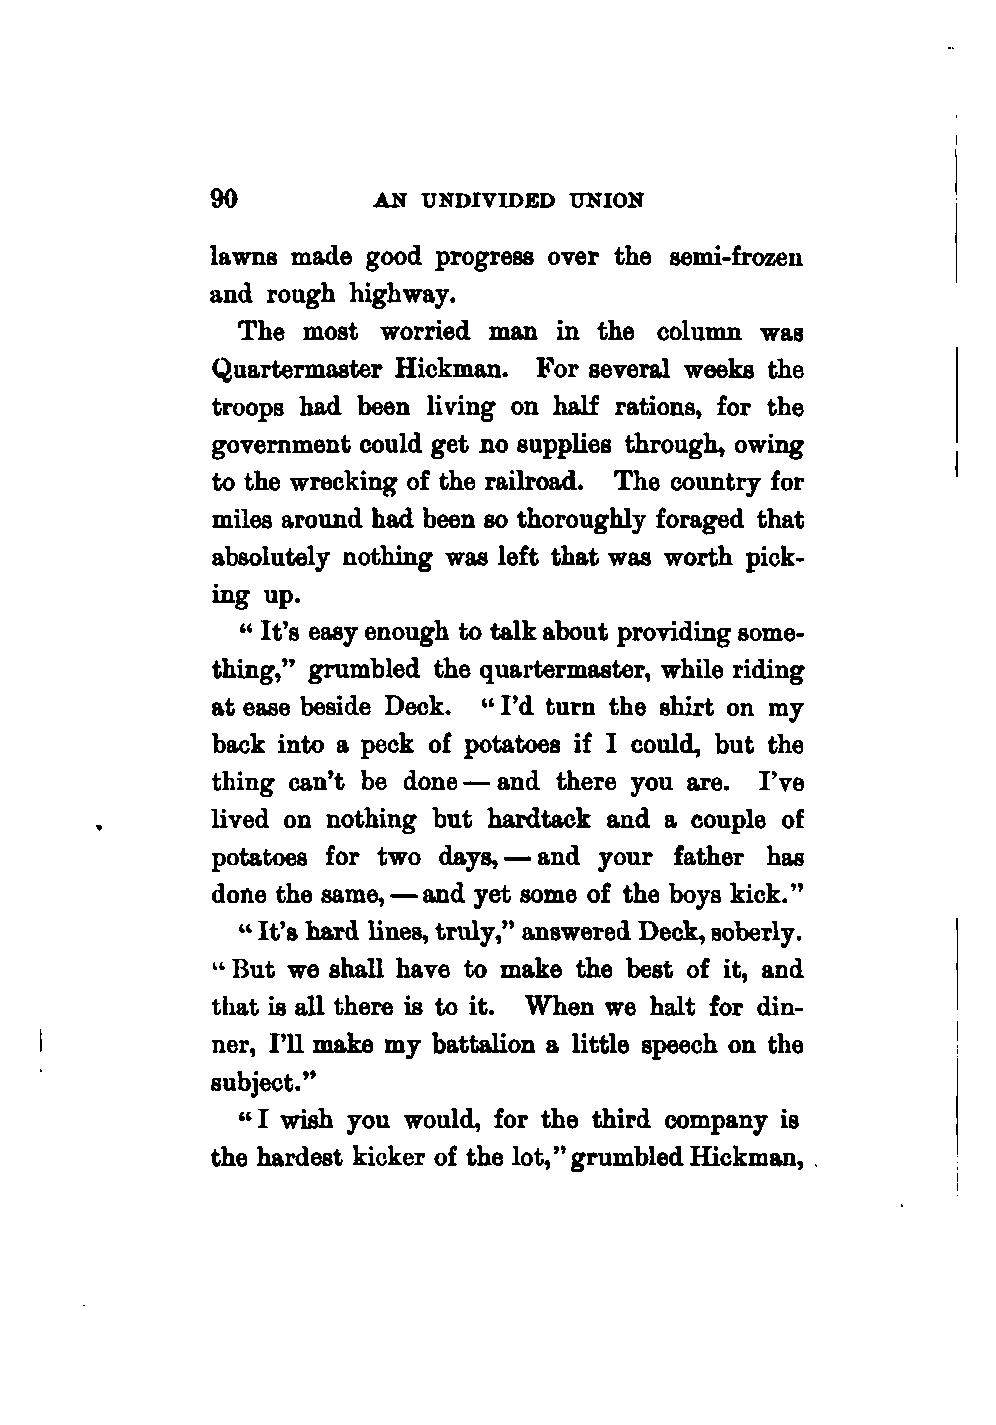 90 AN UNDIVIDED UNION
lawns made good progress over the semi-frozen
and rough highway.
The most worried man in the column was
Quartermaster Hickman. For several weeks the
troops had been living on half rations, for the
government could get no supplies through, owing
to the wrecking of the railroad. The country for
miles around had been so thoroughly foraged that
absolutely nothing was left that was worth pick-
ing up.
“It’s easy enough to talk about providing some-
thing,” grumbled the quartermaster, while riding
at ease beside Deck. “I’d turn the shirt on my
back into a peck of potatoes if I could, but the
thing can’t be done — and there you are. I’ve
lived on nothing but hardtack and a couple of
potatoes for two days, — and your father has
done the same, — and yet some of the boys kick.”
“It’s hard lines, truly,” answered Deck, soberly.
“But we shall have to make the best of it, and
that is all there is to it. When we halt for din-
ner, I’ll make my battalion a little speech on the
subject.”
“I wish you would, for the third company is
the hardest kicker of the lot,” grumbled Hickman,